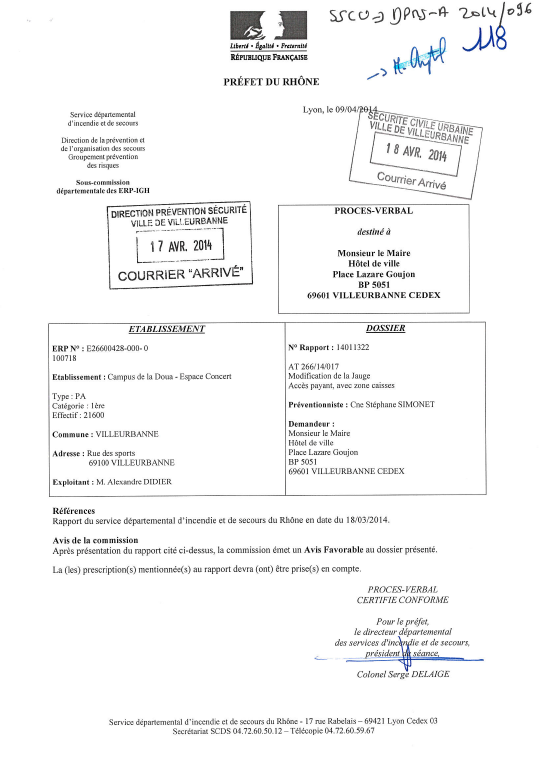 SSCU→DPRS-A 2014/096
118
Liberté • Égalité • Fraternité
RÉPUBLIQUE FRANÇAISE
PRÉFET DU RHÔNE
Service départemental
d'incendie et de secours
Direction de la prévention et
de l'organisation des secours
Groupement prévention
des risques
Sous-commission
départementale des ERP-IGH
Lyon, le 09/04/2014
SÉCURITÉ CIVILE URBAINE
VILLE DE VILLEURBANNE
18 AVR. 2014
Courrier Arrivé
DIRECTION PRÉVENTION SÉCURITÉ
VILLE DE VILLEURBANNE
17 AVR. 2014
COURRIER "ARRIVÉ"
PROCES-VERBAL
destiné à
Monsieur le Maire
Hôtel de ville
Place Lazare Goujon
BP 5051
69601 VILLEURBANNE CEDEX
ETABLISSEMENT
ERP N° : E26600428-000- 0
100718
Etablissement : Campus de la Doua - Espace Concert
Type : PA
Catégorie : 1ère
Effectif : 21600
Commune : VILLEURBANNE
Adresse : Rue des sports
69100 VILLEURBANNE
Exploitant : M. Alexandre DIDIER
DOSSIER
N° Rapport : 14011322
AT 266/14/017
Modification de la Jauge
Accès payant, avec zone caisses
Préventionniste : Cne Stéphane SIMONET
Demandeur :
Monsieur le Maire
Hôtel de ville
Place Lazare Goujon
BP 5051
69601 VILLEURBANNE CEDEX
Références
Rapport du service départemental d'incendie et de secours du Rhône en date du 18/03/2014.
Avis de la commission
Après présentation du rapport cité ci-dessus, la commission émet un Avis Favorable au dossier présenté.
La (les) prescription(s) mentionnée(s) au rapport devra (ont) être prise(s) en compte.
PROCES-VERBAL
CERTIFIE CONFORME
Pour le préfet,
le directeur départemental
des services d'incendie et de secours,
président de séance,
Colonel Serge DELAIGE
Service départemental d'incendie et de secours du Rhône - 17 rue Rabelais – 69421 Lyon Cedex 03
Secrétariat SCDS 04.72.60.50.12 – Télécopie 04.72.60.59.67